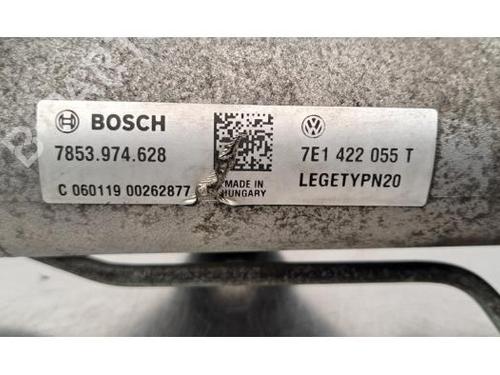 BOSCH
7853.974.628
C 060119 00262877
MADE IN
HUNGARY
7E1 422 055 T
LEGETYPN20